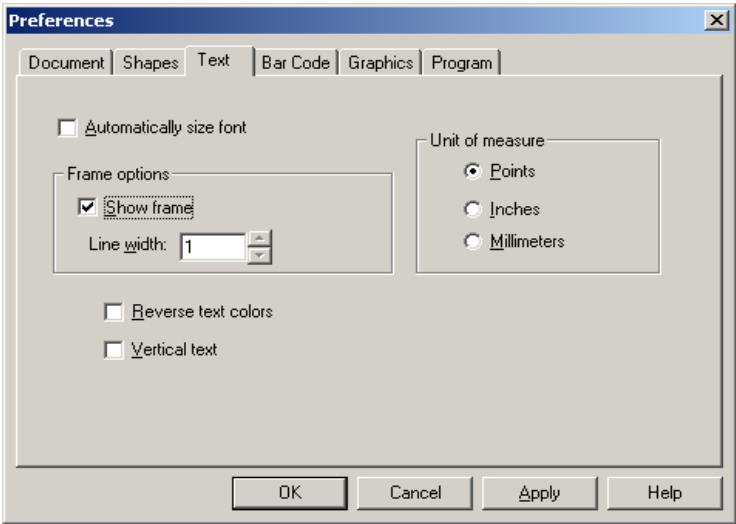 Preferences
Document Shapes Text Bar Code Graphics Program
Automatically size font
Unit of measure
Points
Inches
Millimeters
Frame options
Show frame
Line width: 1
Reverse text colors
Vertical text
OK Cancel Apply Help